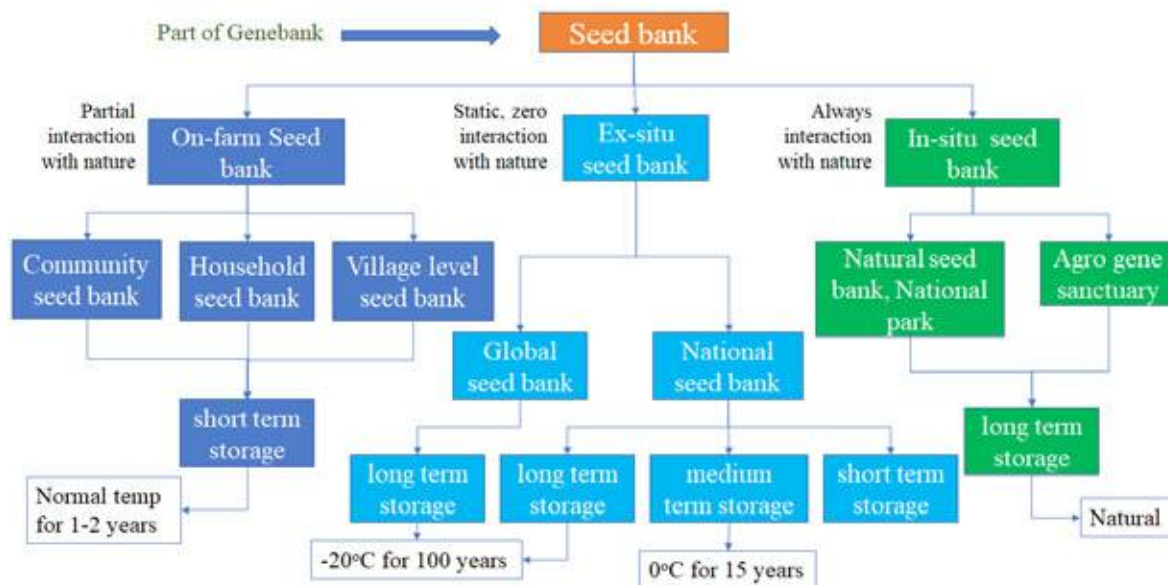 Part of Genebank
Seed bank
Partial
interaction
with nature
On-farm Seed
bank
Static, zero
interaction
with nature
Ex-situ
seed bank
Always
interaction
with nature
In-situ seed
bank
Community
seed bank
Household
seed bank
Village level
seed bank
Natural seed
bank, National
park
Agro gene
sanctuary
Global
seed bank
National
seed bank
short term
storage
long term
storage
long term
storage
medium
term storage
short term
storage
long term
storage
Normal temp
for 1-2 years
-20°C for 100 years
0°C for 15 years
Natural